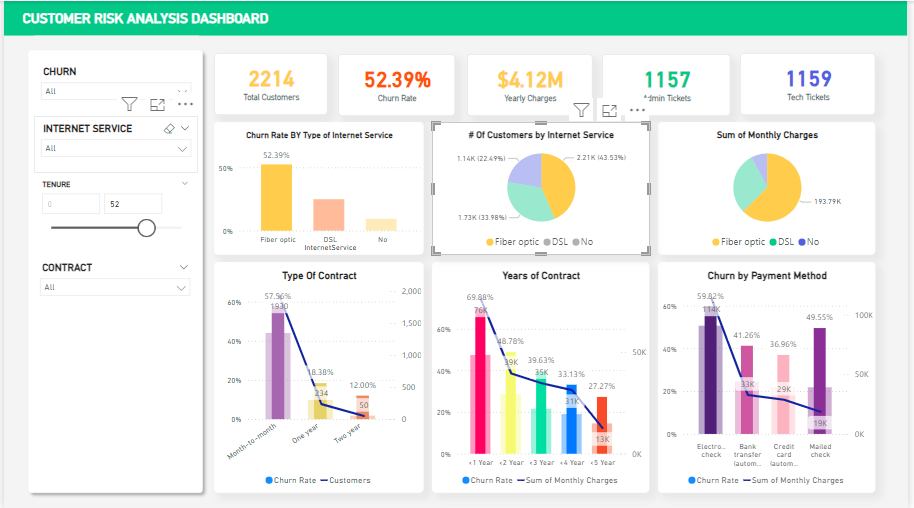 CUSTOMER RISK ANALYSIS DASHBOARD
CHURN
All
INTERNET SERVICE
All
TENURE
0
52
CONTRACT
All
2214
Total Customers
52.39%
Churn Rate
$4.12M
Yearly Charges
1157
Admin Tickets
1159
Tech Tickets
Churn Rate BY Type of Internet Service
52.39%
50%
0%
Fiber optic
DSL
No
InternetService
# Of Customers by Internet Service
1.14K (22.49%)
2.21K (43.53%)
1.73K (33.98%)
Fiber optic DSL No
Sum of Monthly Charges
193.79K
Fiber optic DSL No
Type Of Contract
57.56%
1930
18.38%
234
12.00%
50
60%
40%
20%
0%
2,000
1,500
1,000
500
0
Month-to-month
One year
Two year
Churn Rate Customers
Years of Contract
69.88%
76K
48.78%
39K
39.63%
35K
33.13%
31K
27.27%
13K
60%
40%
20%
0%
50K
0K
<1 Year
<2 Year
<3 Year
<4 Year
<5 Year
Churn Rate Sum of Monthly Charges
Churn by Payment Method
59.82%
114K
41.26%
33K
36.96%
29K
49.55%
19K
60%
40%
20%
0%
100K
50K
0K
Electro...
check
Bank
transfer
(autom...
Credit
card
(autom...
Mailed
check
Churn Rate Sum of Monthly Charges